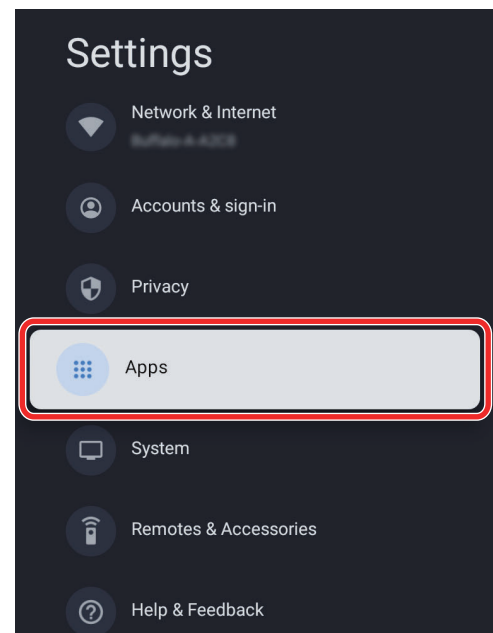 Settings
Network & Internet
Accounts & sign-in
Privacy
Apps
System
Remotes & Accessories
Help & Feedback